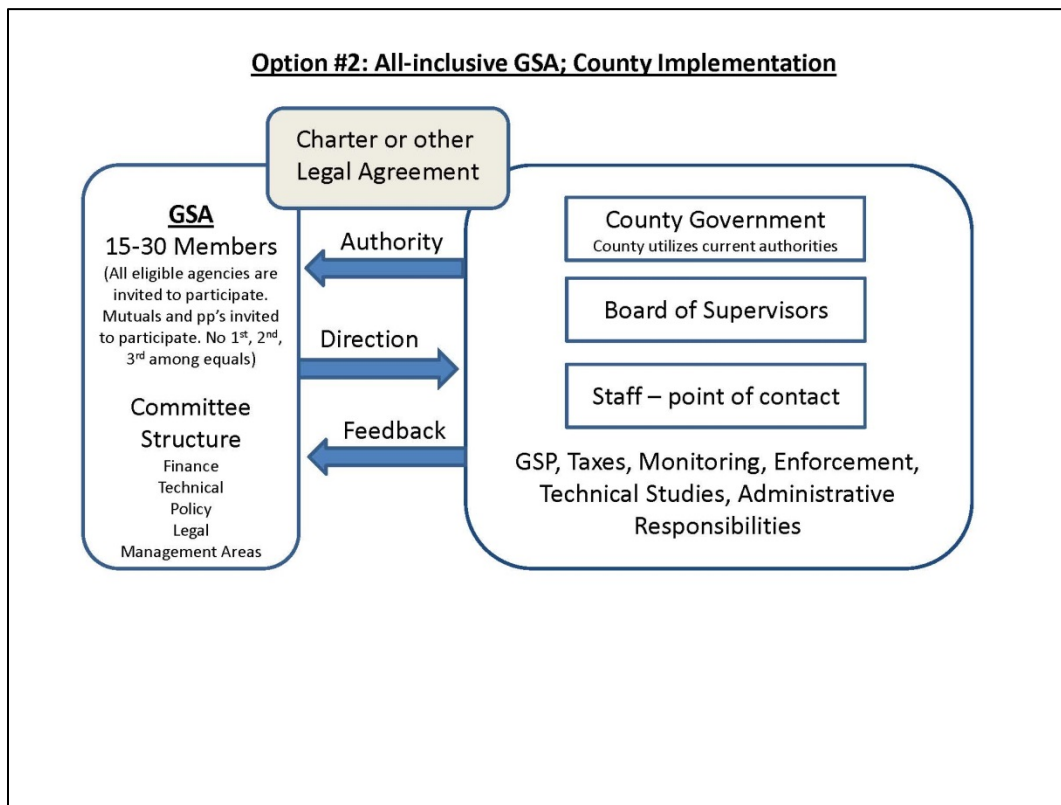 Option #2: All-inclusive GSA; County Implementation
Charter or other
Legal Agreement
GSA
15-30 Members
(All eligible agencies are
invited to participate.
Mutuals and pp’s invited
to participate. No 1st, 2nd,
3rd among equals)
Committee
Structure
Finance
Technical
Policy
Legal
Management Areas
Authority
Direction
Feedback
County Government
County utilizes current authorities
Board of Supervisors
Staff – point of contact
GSP, Taxes, Monitoring, Enforcement,
Technical Studies, Administrative
Responsibilities